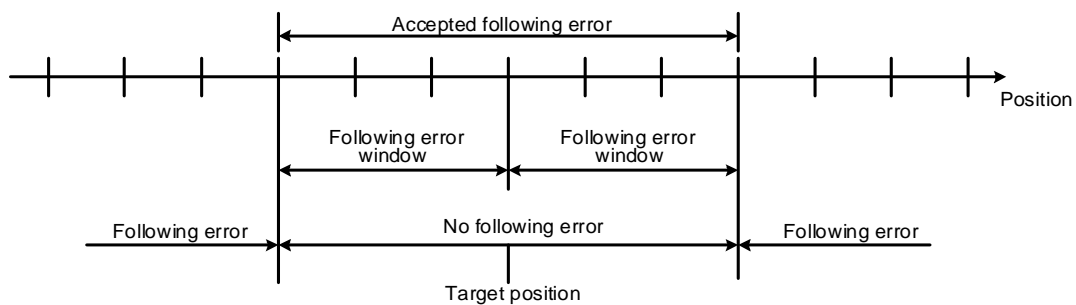 Accepted following error
Position
Following error
window
Following error
window
Following error
No following error
Following error
Target position